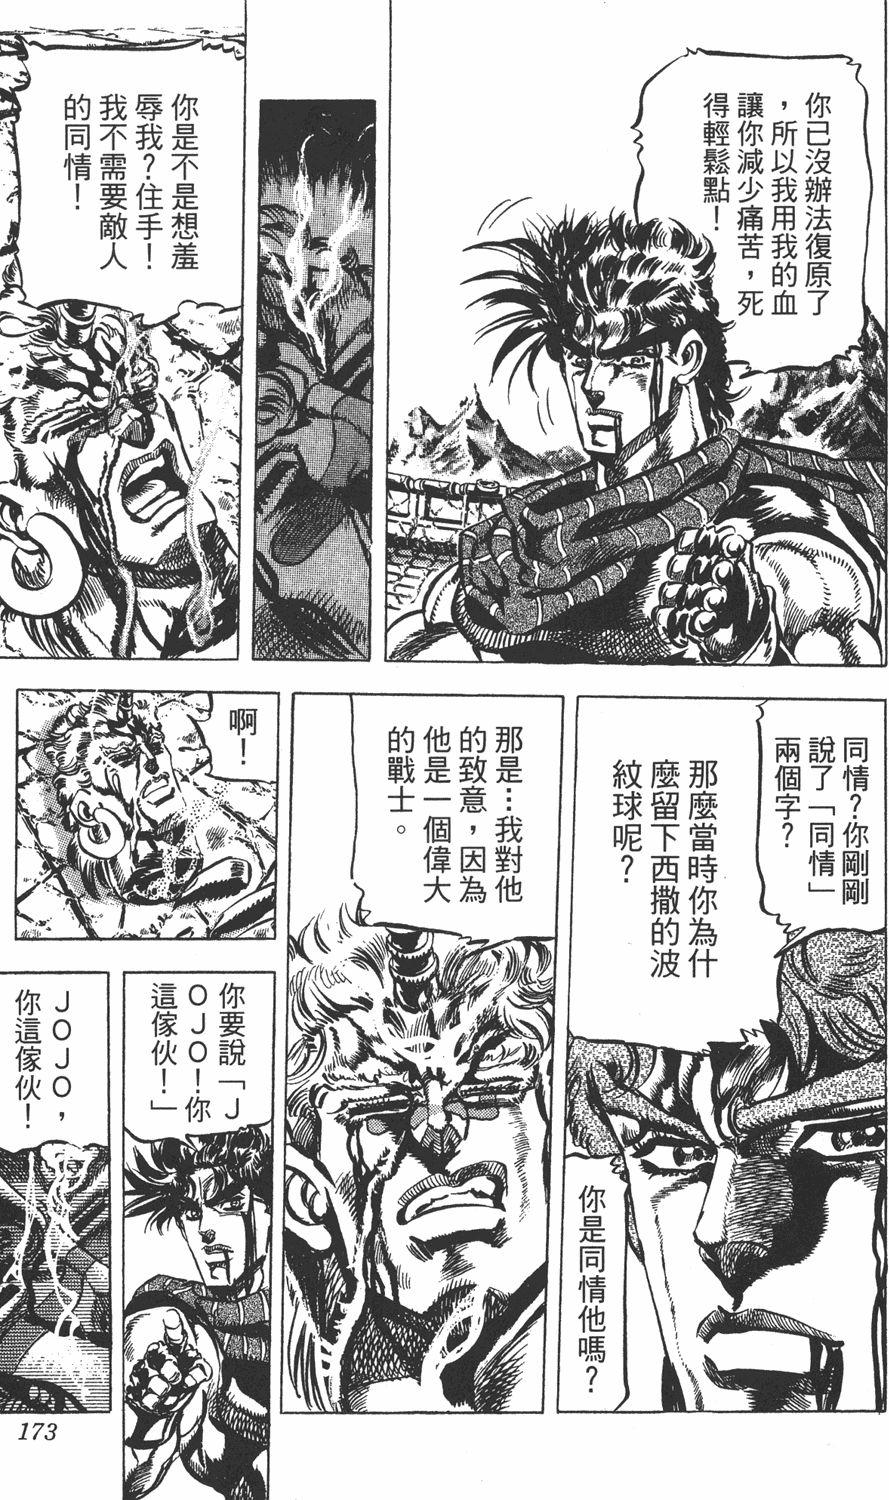 你已沒辦法復原了
，所以我用我的血
讓你減少痛苦，死
得輕鬆點！
你是不是想羞
辱我？住手！
我不需要敵人
的同情！
同情？你剛剛
說了「同情」
兩個字？
那麼當時你為什
麼留下西撒的波
紋球呢？
你是同情他嗎？
那是…我對他
的致意，因為
他是一個偉大
的戰士。
啊！
你要說「J
OJO！你
這傢伙！」
JOJO，
你這傢伙！
173